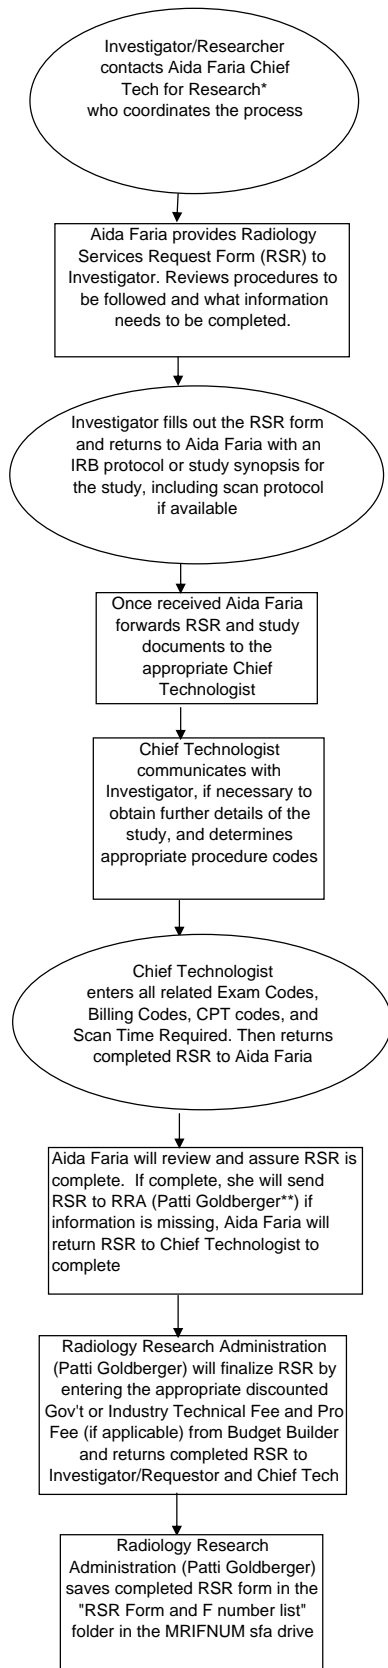 Investigator/Researcher
contacts Aida Faria Chief
Tech for Research*
who coordinates the process
Aida Faria provides Radiology
Services Request Form (RSR) to
Investigator. Reviews procedures to
be followed and what information
needs to be completed.
Investigator fills out the RSR form
and returns to Aida Faria with an
IRB protocol or study synopsis for
the study, including scan protocol
if available
Once received Aida Faria
forwards RSR and study
documents to the
appropriate Chief
Technologist
Chief Technologist
communicates with
Investigator, if necessary to
obtain further details of the
study, and determines
appropriate procedure codes
Chief Technologist
enters all related Exam Codes,
Billing Codes, CPT codes, and
Scan Time Required. Then returns
completed RSR to Aida Faria
Aida Faria will review and assure RSR is
complete. If complete, she will send
RSR to RRA (Patti Goldberger**) if
information is missing, Aida Faria will
return RSR to Chief Technologist to
complete
Radiology Research Administration
(Patti Goldberger) will finalize RSR by
entering the appropriate discounted
Gov't or Industry Technical Fee and Pro
Fee (if applicable) from Budget Builder
and returns completed RSR to
Investigator/Requestor and Chief Tech
Radiology Research
Administration (Patti Goldberger)
saves completed RSR form in the
"RSR Form and F number list"
folder in the MRIFNUM sfa drive